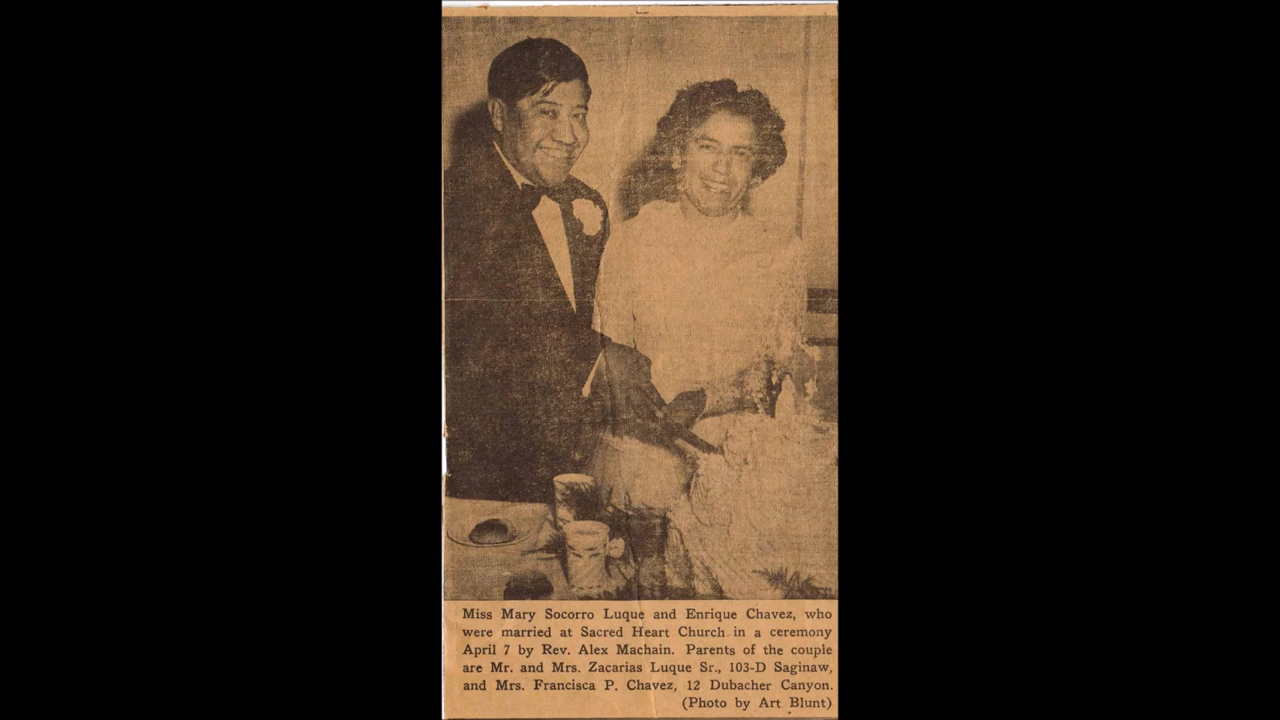 Miss Mary Socorro Luque and Enrique Chavez, who
were married at Sacred Heart Church in a ceremony
April 7 by Rev. Alex Machain. Parents of the couple
are Mr. and Mrs. Zacarias Luque Sr., 103-D Saginaw,
and Mrs. Francisca P. Chavez, 12 Dubacher Canyon.
(Photo by Art Blunt)